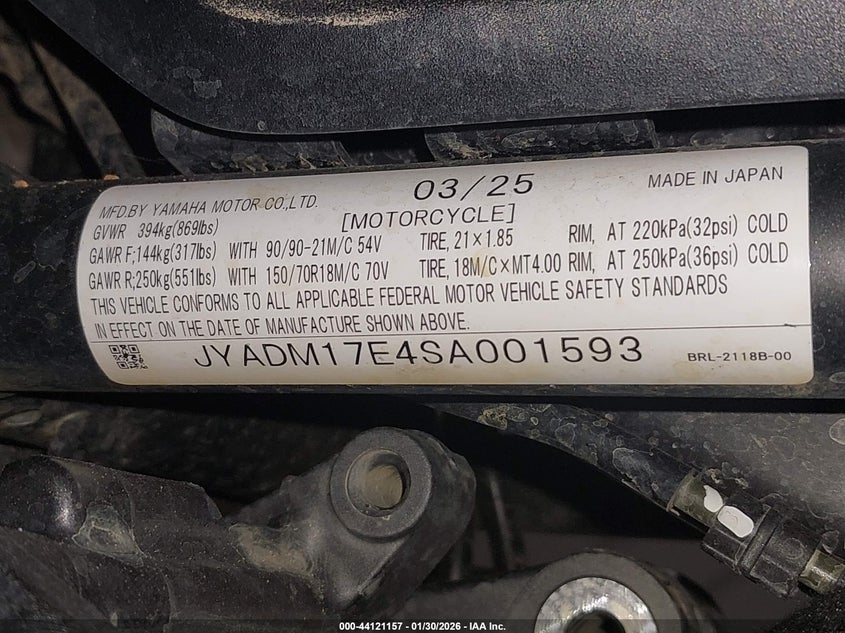 MFD.BY YAMAHA MOTOR CO.,LTD. 03/25 MADE IN JAPAN
GVWR 394kg(869lbs) [MOTORCYCLE]
GAWR F;144kg(317lbs) WITH 90/90-21M/C 54V TIRE, 21×1.85 RIM, AT 220kPa(32psi) COLD
GAWR R;250kg(551lbs) WITH 150/70R18M/C 70V TIRE, 18M/C×MT4.00 RIM, AT 250kPa(36psi) COLD
THIS VEHICLE CONFORMS TO ALL APPLICABLE FEDERAL MOTOR VEHICLE SAFETY STANDARDS
IN EFFECT ON THE DATE OF MANUFACTURE SHOWN ABOVE.
JYADM17E4SA001593 BRL-2118B-00
000-44121157 - 01/30/2026 - IAA Inc.